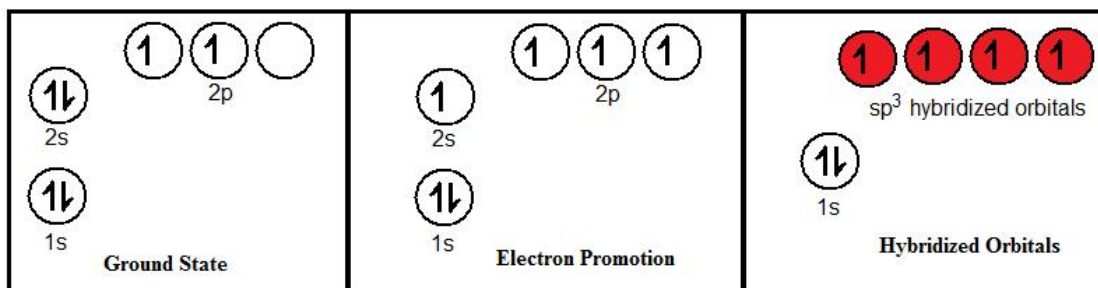 2p
2s
1s
Ground State
2p
2s
1s
Electron Promotion
sp³ hybridized orbitals
1s
Hybridized Orbitals